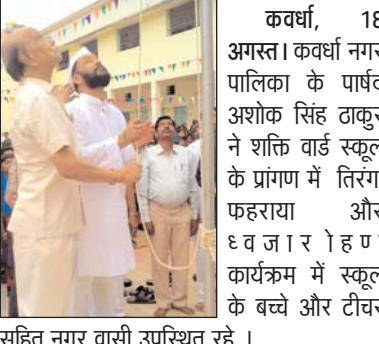 कवर्धा, 18
अगस्त। कवर्धा नगर
पालिका के पार्षद
अशोक सिंह ठाकुर
ने शक्ति वार्ड स्कूल
के प्रांगण में तिरंगा
फहराया और
ध्वजारोहण
कार्यक्रम में स्कूल
के बच्चे और टीचर
सहित नगर वासी उपस्थित रहे ।